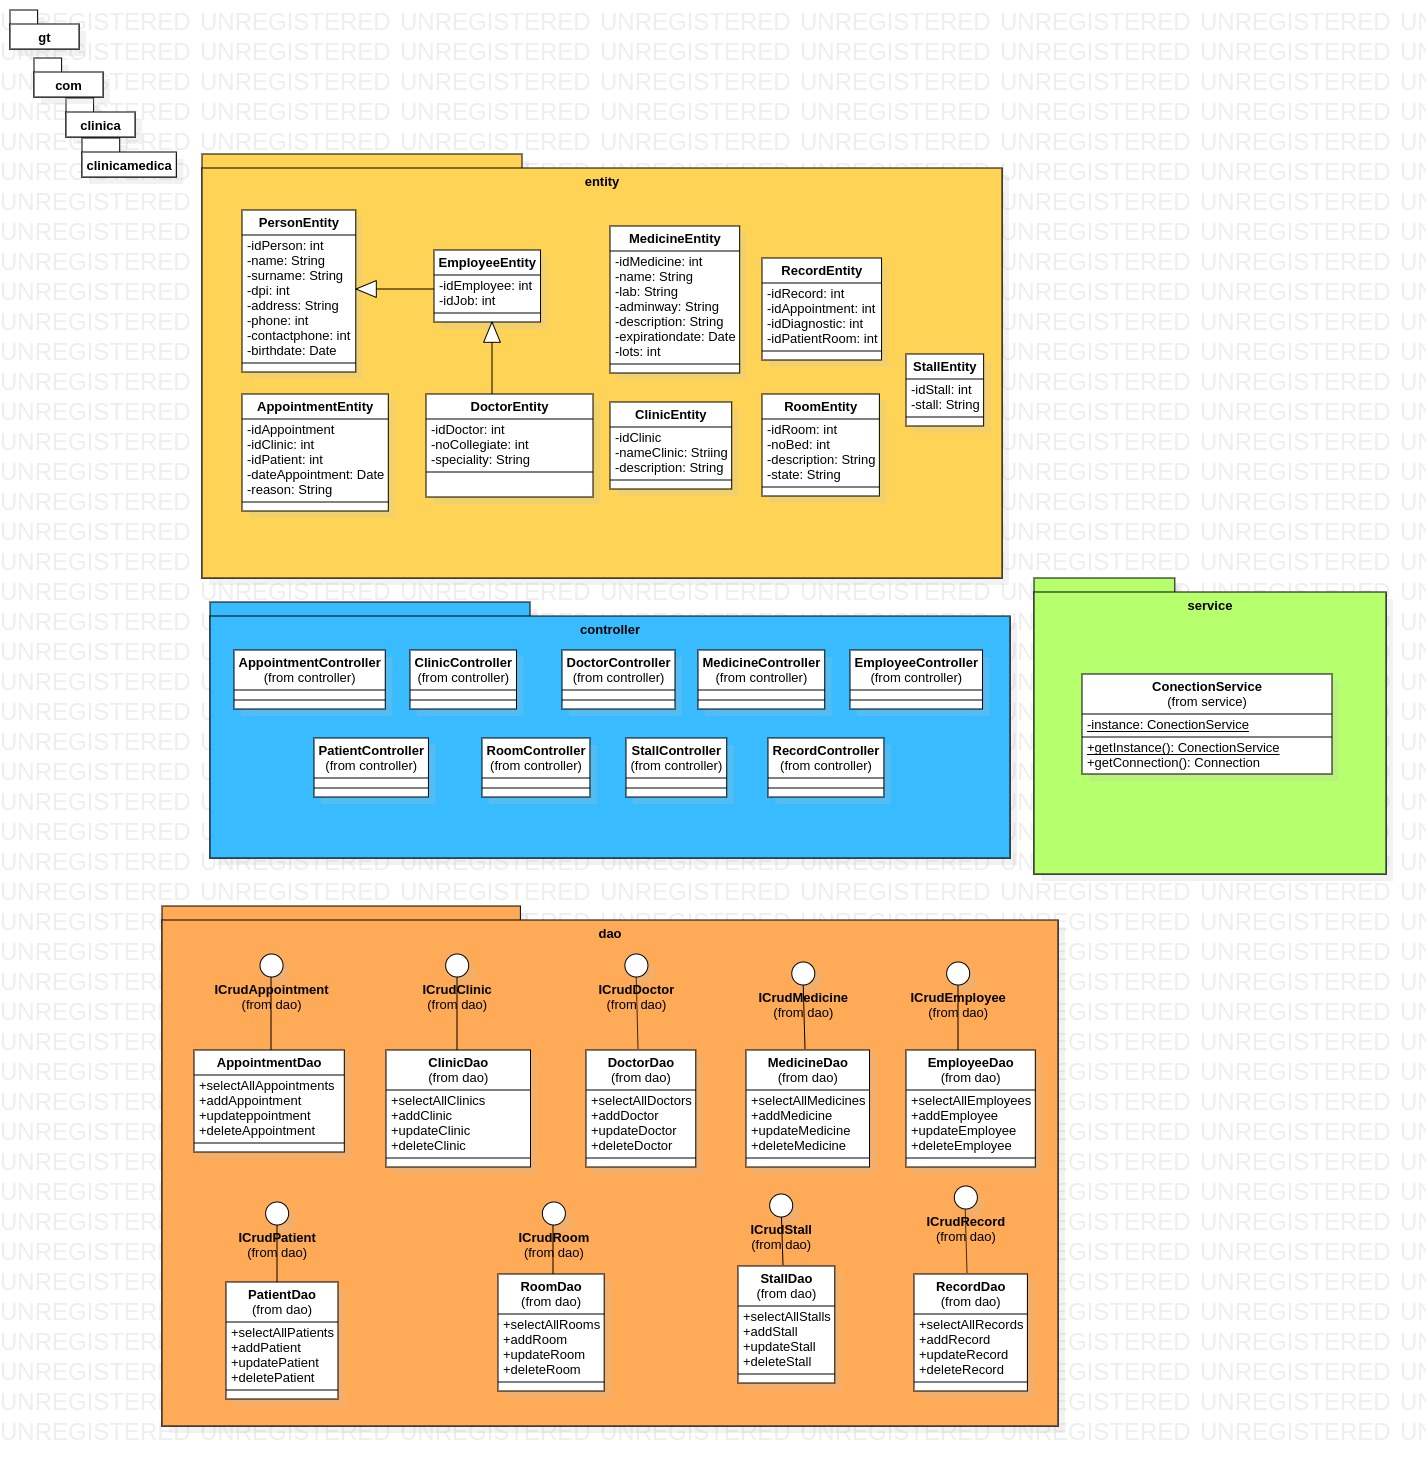 gt
com
clinica
clinicamedica
entity
PersonEntity
-idPerson: int
-name: String
-surname: String
-dpi: int
-address: String
-phone: int
-contactphone: int
-birthdate: Date
EmployeeEntity
-idEmployee: int
-idJob: int
MedicineEntity
-idMedicine: int
-name: String
-lab: String
-adminway: String
-description: String
-expirationdate: Date
-lots: int
RecordEntity
-idRecord: int
-idAppointment: int
-idDiagnostic: int
-idPatientRoom: int
StallEntity
-idStall: int
-stall: String
AppointmentEntity
-idAppointment
-idClinic: int
-idPatient: int
-dateAppointment: Date
-reason: String
DoctorEntity
-idDoctor: int
-noCollegiate: int
-speciality: String
ClinicEntity
-idClinic
-nameClinic: Striing
-description: String
RoomEntity
-idRoom: int
-noBed: int
-description: String
-state: String
controller
AppointmentController
(from controller)
ClinicController
(from controller)
DoctorController
(from controller)
MedicineController
(from controller)
EmployeeController
(from controller)
PatientController
(from controller)
RoomController
(from controller)
StallController
(from controller)
RecordController
(from controller)
service
ConectionService
(from service)
-instance: ConectionService
+getInstance(): ConectionService
+getConnection(): Connection
dao
ICrudAppointment
(from dao)
ICrudClinic
(from dao)
ICrudDoctor
(from dao)
ICrudMedicine
(from dao)
ICrudEmployee
(from dao)
AppointmentDao
+selectAllAppointments
+addAppointment
+updateppointment
+deleteAppointment
ClinicDao
(from dao)
+selectAllClinics
+addClinic
+updateClinic
+deleteClinic
DoctorDao
(from dao)
+selectAllDoctors
+addDoctor
+updateDoctor
+deleteDoctor
MedicineDao
(from dao)
+selectAllMedicines
+addMedicine
+updateMedicine
+deleteMedicine
EmployeeDao
(from dao)
+selectAllEmployees
+addEmployee
+updateEmployee
+deleteEmployee
ICrudPatient
(from dao)
ICrudRoom
(from dao)
ICrudStall
(from dao)
ICrudRecord
(from dao)
PatientDao
(from dao)
+selectAllPatients
+addPatient
+updatePatient
+deletePatient
RoomDao
(from dao)
+selectAllRooms
+addRoom
+updateRoom
+deleteRoom
StallDao
(from dao)
+selectAllStalls
+addStall
+updateStall
+deleteStall
RecordDao
(from dao)
+selectAllRecords
+addRecord
+updateRecord
+deleteRecord
UNREGISTERED